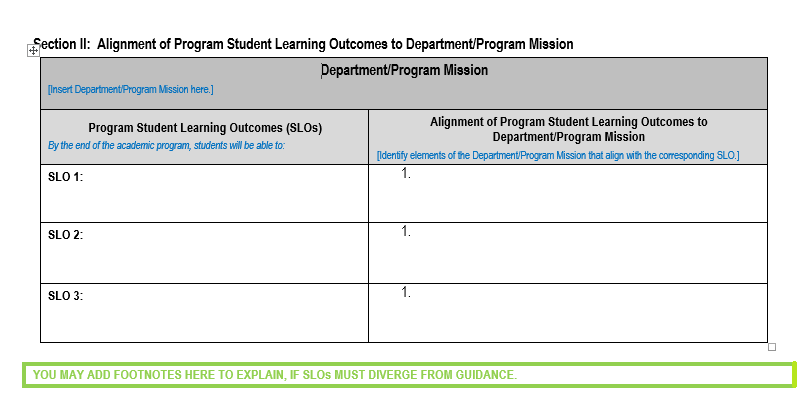 Section II: Alignment of Program Student Learning Outcomes to Department/Program Mission
Department/Program Mission
[Insert Department/Program Mission here.]
Program Student Learning Outcomes (SLOs)
By the end of the academic program, students will be able to:
Alignment of Program Student Learning Outcomes to
Department/Program Mission
[Identify elements of the Department/Program Mission that align with the corresponding SLO.]
SLO 1:
1.
SLO 2:
1.
SLO 3:
1.
YOU MAY ADD FOOTNOTES HERE TO EXPLAIN, IF SLOs MUST DIVERGE FROM GUIDANCE.